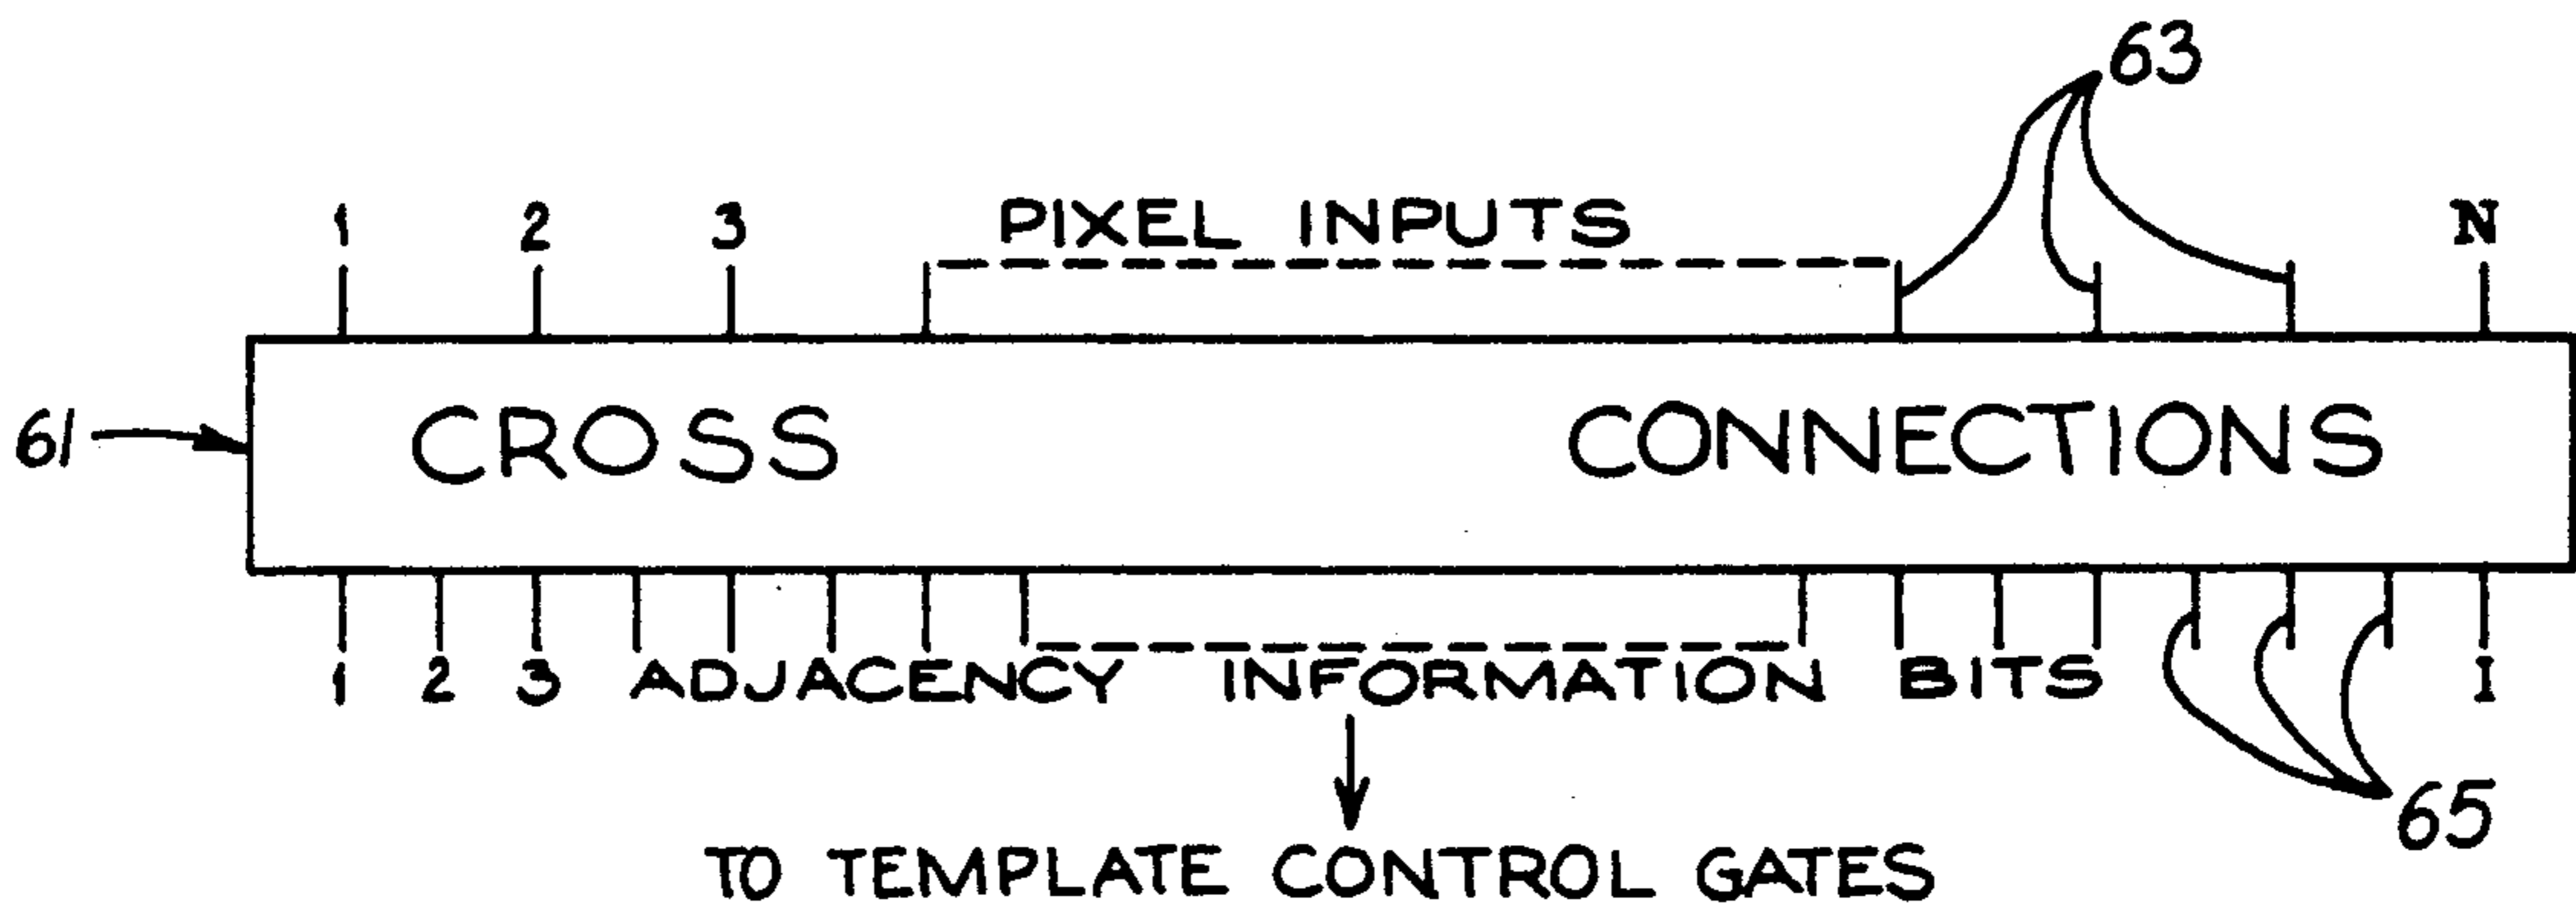 63
1 2 3 PIXEL INPUTS N
61
CROSS CONNECTIONS
1 2 3 ADJACENCY INFORMATION BITS I
65
TO TEMPLATE CONTROL GATES